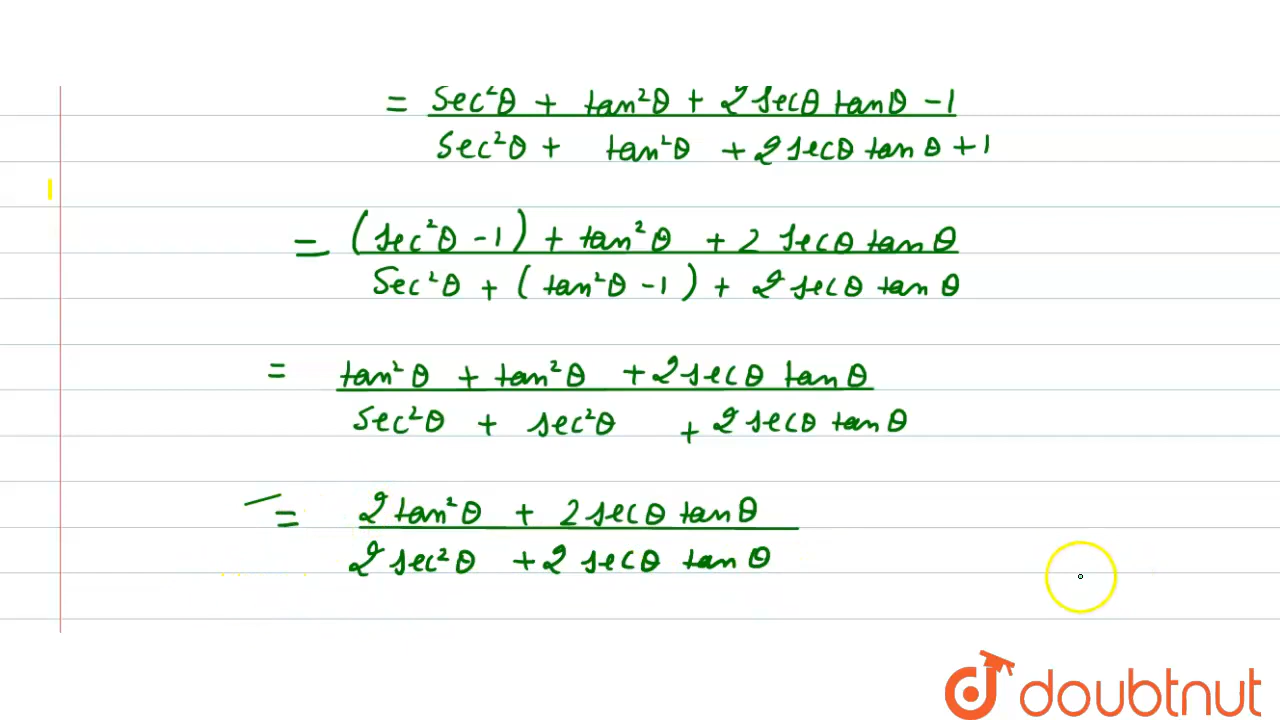 = sec²θ + tan²θ + 2 secθ tanθ - 1
sec²θ + tan²θ + 2 secθ tanθ + 1
= (sec²θ - 1) + tan²θ + 2 secθ tanθ
sec²θ + (tan²θ - 1) + 2 secθ tanθ
= tan²θ + tan²θ + 2 secθ tanθ
sec²θ + sec²θ + 2 secθ tanθ
= 2 tan²θ + 2 secθ tanθ
2 sec²θ + 2 secθ tanθ
doubtnut